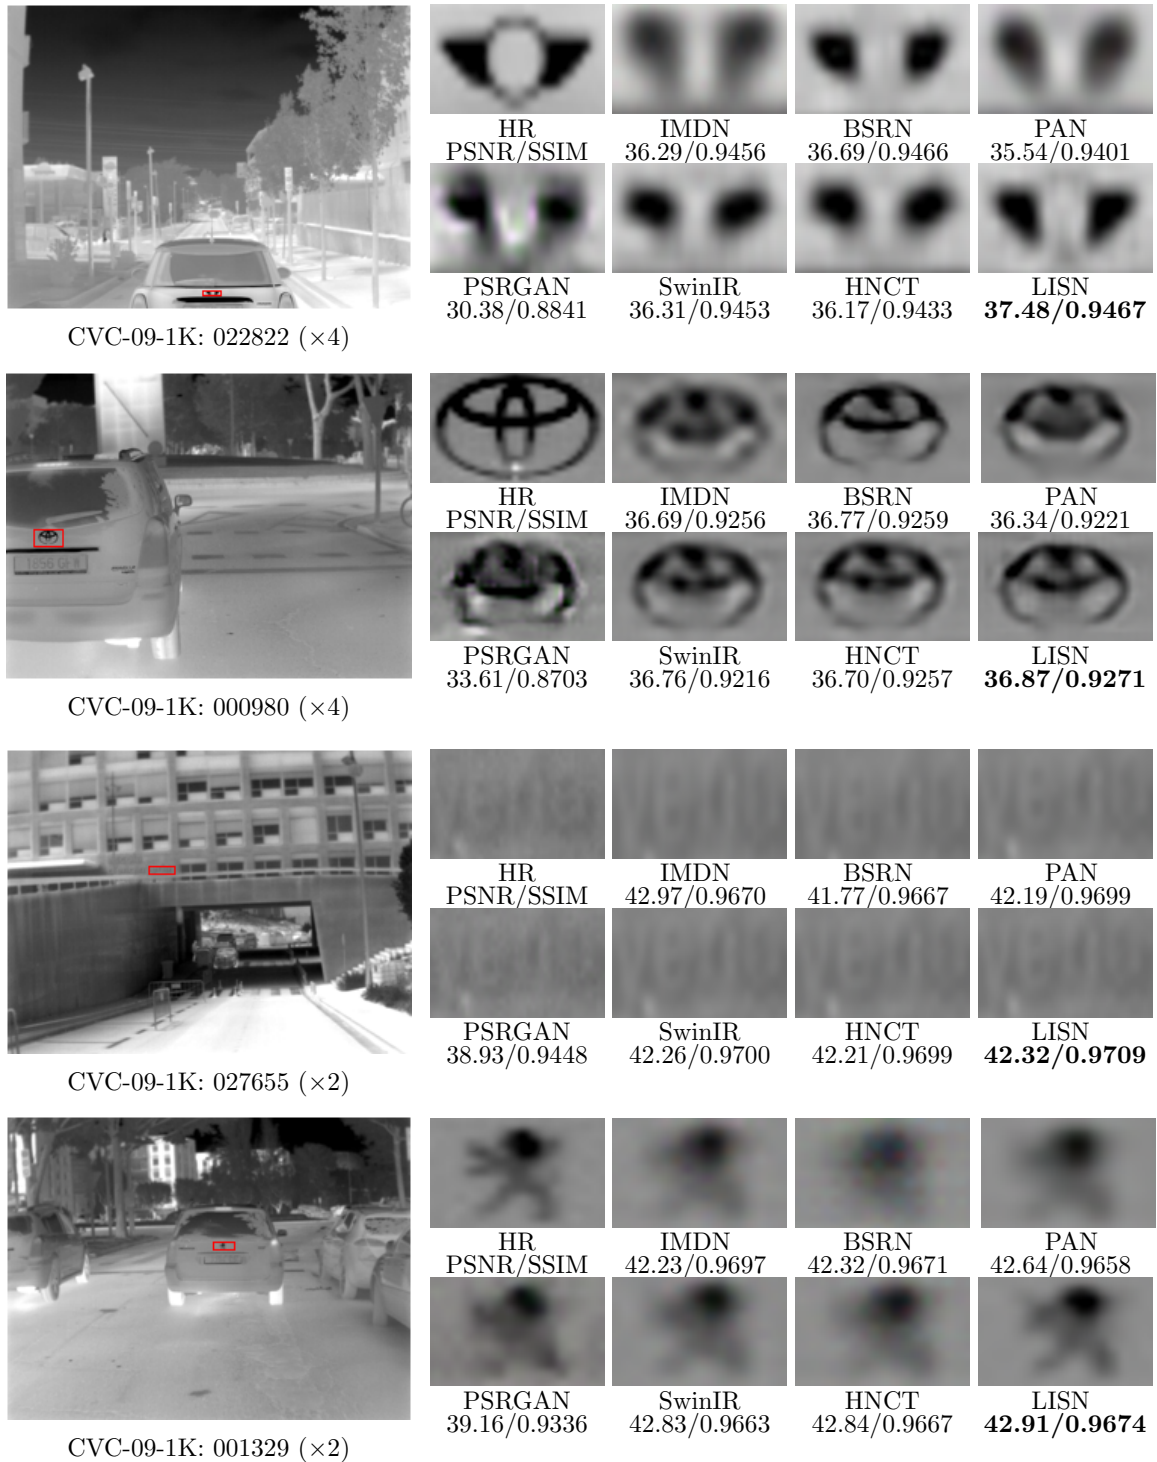 HR IMDN BSRN PAN
PSNR/SSIM 36.29/0.9456 36.69/0.9466 35.54/0.9401
PSRGAN SwinIR HNCT LISN
30.38/0.8841 36.31/0.9453 36.17/0.9433 37.48/0.9467
CVC-09-1K: 022822 (×4)
HR IMDN BSRN PAN
PSNR/SSIM 36.69/0.9256 36.77/0.9259 36.34/0.9221
PSRGAN SwinIR HNCT LISN
33.61/0.8703 36.76/0.9216 36.70/0.9257 36.87/0.9271
CVC-09-1K: 000980 (×4)
HR IMDN BSRN PAN
PSNR/SSIM 42.97/0.9670 41.77/0.9667 42.19/0.9699
PSRGAN SwinIR HNCT LISN
38.93/0.9448 42.26/0.9700 42.21/0.9699 42.32/0.9709
CVC-09-1K: 027655 (×2)
HR IMDN BSRN PAN
PSNR/SSIM 42.23/0.9697 42.32/0.9671 42.64/0.9658
PSRGAN SwinIR HNCT LISN
39.16/0.9336 42.83/0.9663 42.84/0.9667 42.91/0.9674
CVC-09-1K: 001329 (×2)